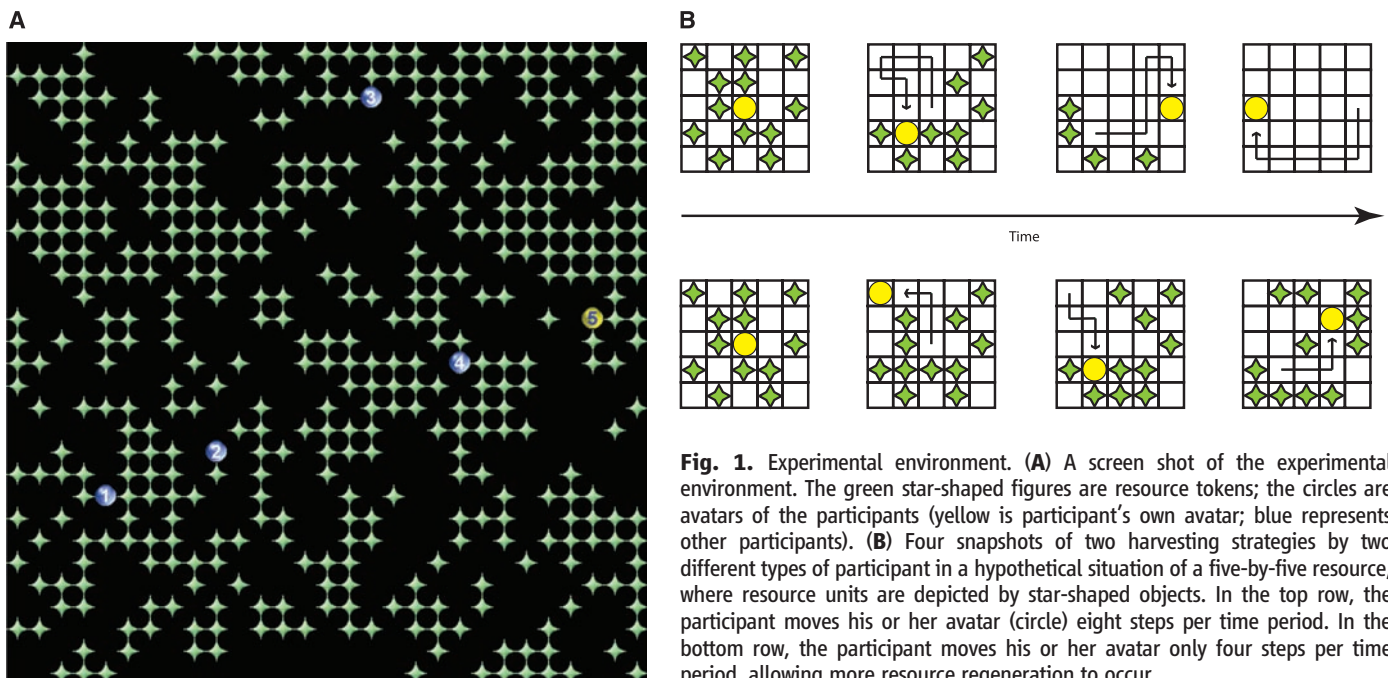 A
B
3
5
4
2
1
Time
Fig. 1. Experimental environment. (A) A screen shot of the experimental
environment. The green star-shaped figures are resource tokens; the circles are
avatars of the participants (yellow is participant's own avatar; blue represents
other participants). (B) Four snapshots of two harvesting strategies by two
different types of participant in a hypothetical situation of a five-by-five resource,
where resource units are depicted by star-shaped objects. In the top row, the
participant moves his or her avatar (circle) eight steps per time period. In the
bottom row, the participant moves his or her avatar only four steps per time
period, allowing more resource regeneration to occur.